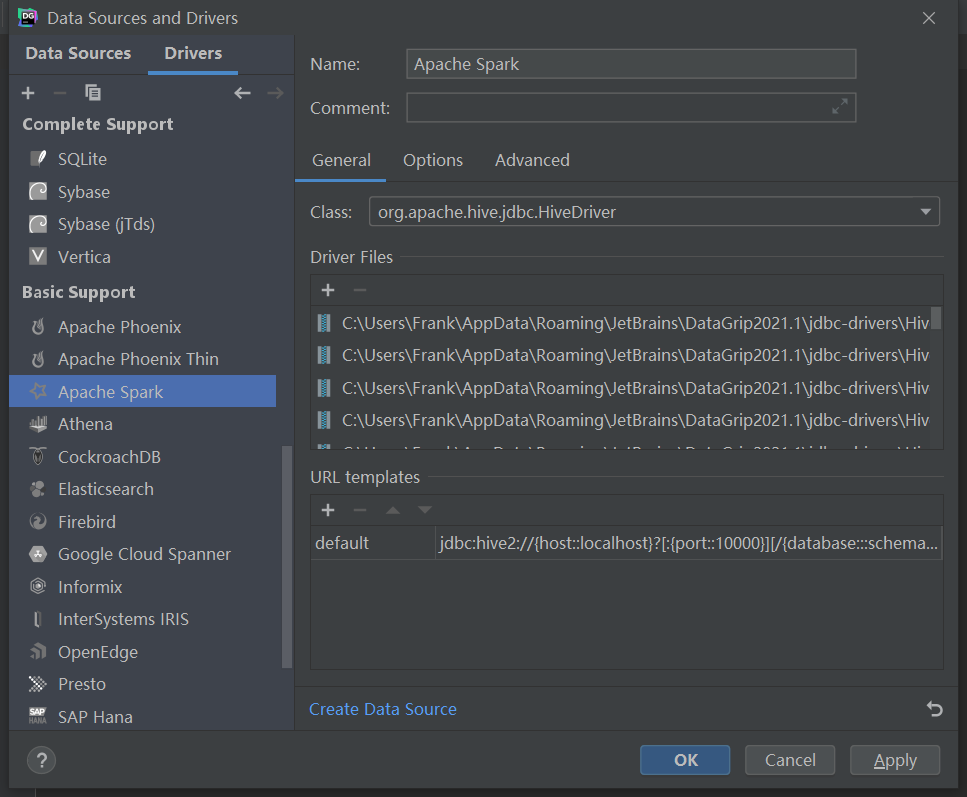 DG
Data Sources and Drivers
Data Sources
Drivers
Complete Support
SQLite
Sybase
Sybase (jTds)
Vertica
Basic Support
Apache Phoenix
Apache Phoenix Thin
Apache Spark
Athena
CockroachDB
Elasticsearch
Firebird
Google Cloud Spanner
Informix
InterSystems IRIS
OpenEdge
Presto
SAP HANA
SAP Hana
Name: Apache Spark
Comment:
General Options Advanced
Class: org.apache.hive.jdbc.HiveDriver
Driver Files
C:\Users\Frank\AppData\Roaming\JetBrains\DataGrip2021.1\jdbc-drivers\Hiv
C:\Users\Frank\AppData\Roaming\JetBrains\DataGrip2021.1\jdbc-drivers\Hiv
C:\Users\Frank\AppData\Roaming\JetBrains\DataGrip2021.1\jdbc-drivers\Hiv
C:\Users\Frank\AppData\Roaming\JetBrains\DataGrip2021.1\jdbc-drivers\Hiv
URL templates
default jdbc:hive2://{host::localhost}?[:{port::10000}][/{database:::schema...
Create Data Source
?
OK Cancel Apply